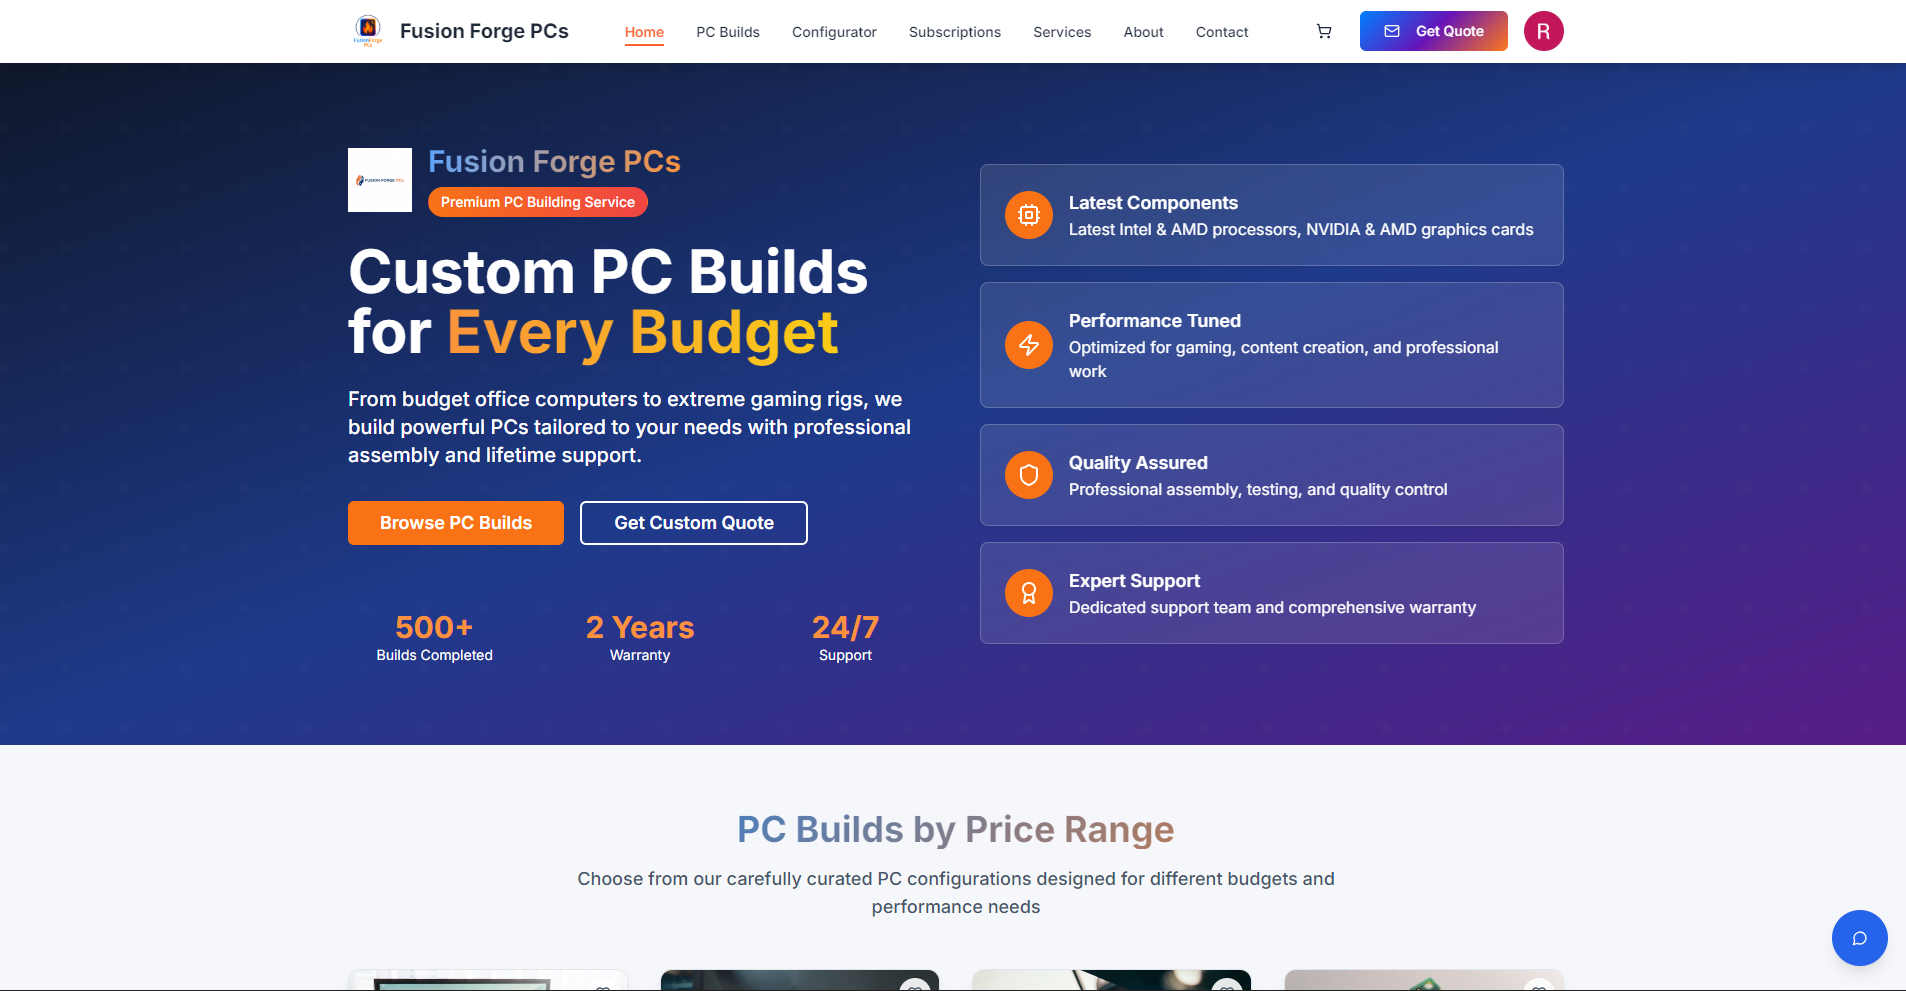 FusionForge
PCs
Fusion Forge PCs
Home
PC Builds
Configurator
Subscriptions
Services
About
Contact
Get Quote
R
FUSION FORGE PCs
Fusion Forge PCs
Premium PC Building Service
Custom PC Builds
for Every Budget
From budget office computers to extreme gaming rigs, we
build powerful PCs tailored to your needs with professional
assembly and lifetime support.
Browse PC Builds
Get Custom Quote
500+
Builds Completed
2 Years
Warranty
24/7
Support
Latest Components
Latest Intel & AMD processors, NVIDIA & AMD graphics cards
Performance Tuned
Optimized for gaming, content creation, and professional
work
Quality Assured
Professional assembly, testing, and quality control
Expert Support
Dedicated support team and comprehensive warranty
PC Builds by Price Range
Choose from our carefully curated PC configurations designed for different budgets and
performance needs